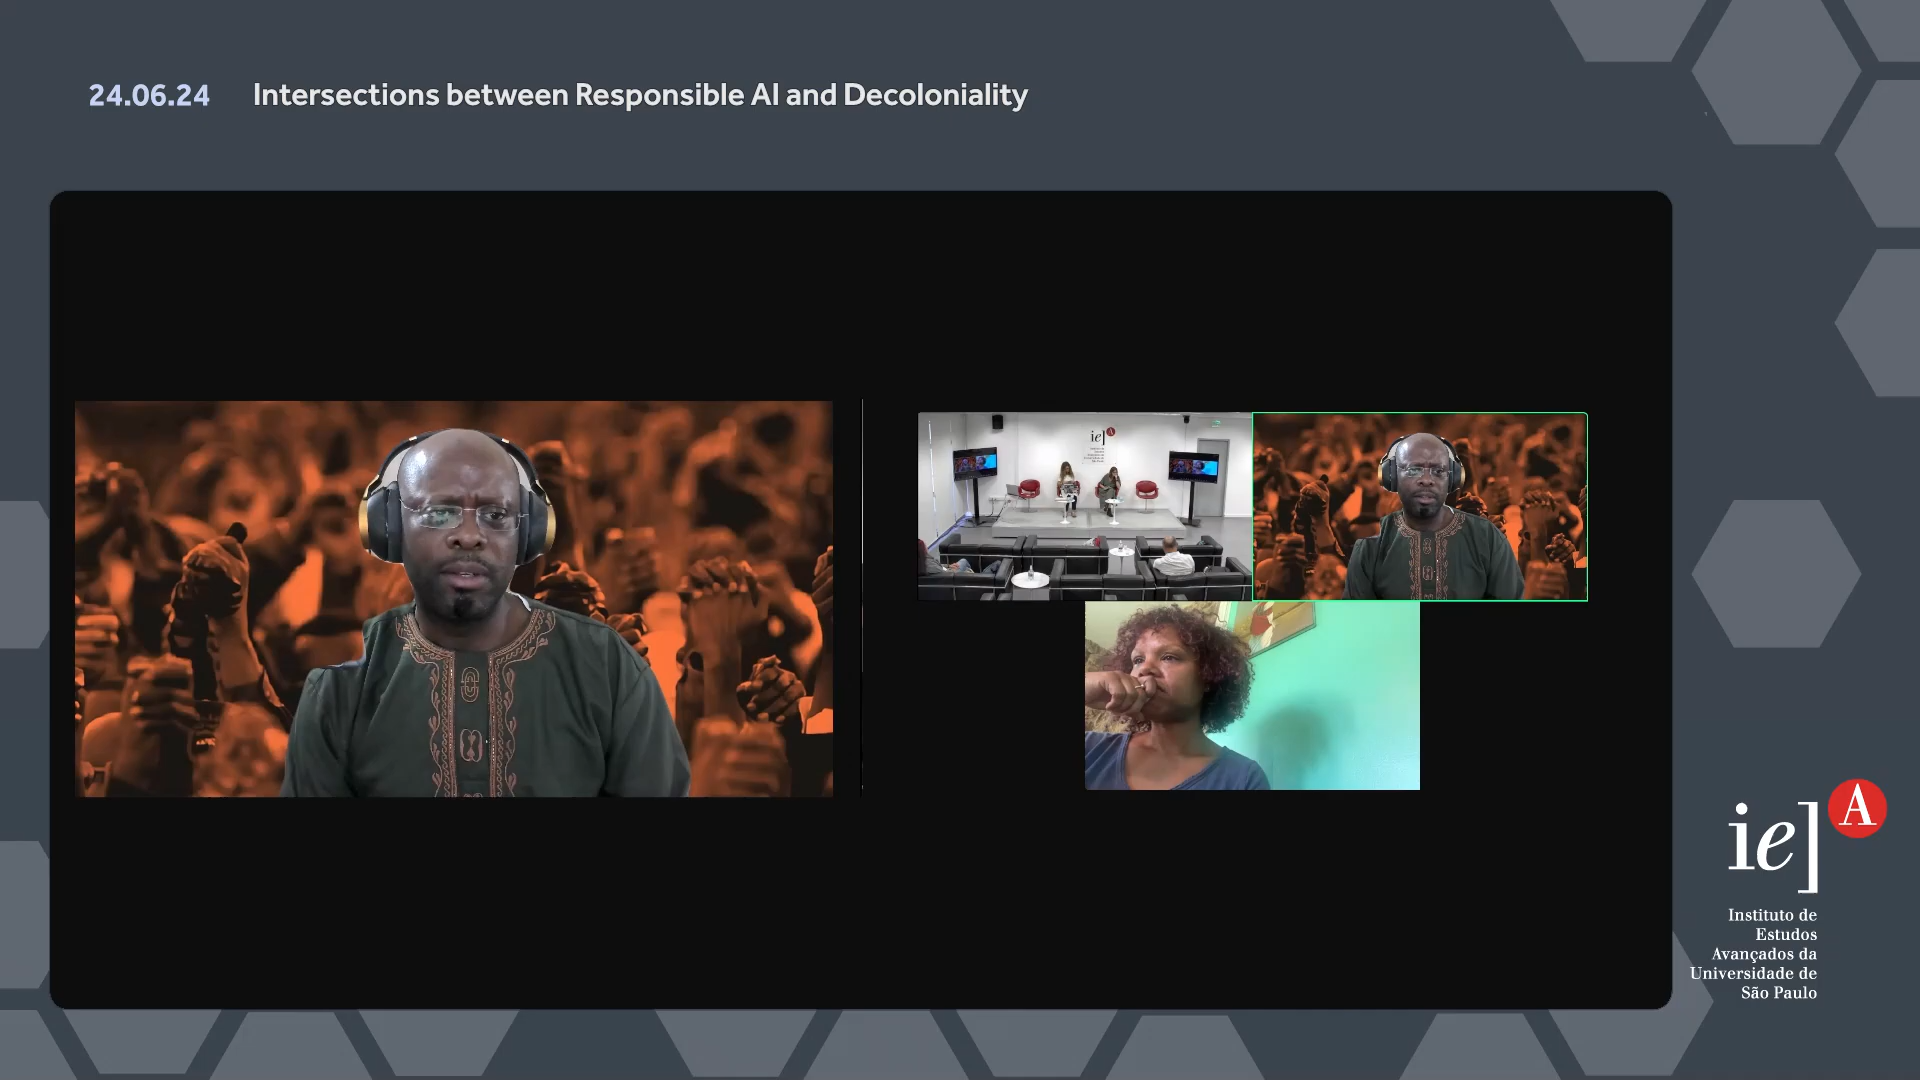 24.06.24 Intersections between Responsible AI and Decoloniality
ie]
ie] A
Instituto de
Estudos
Avançados da
Universidade de
São Paulo